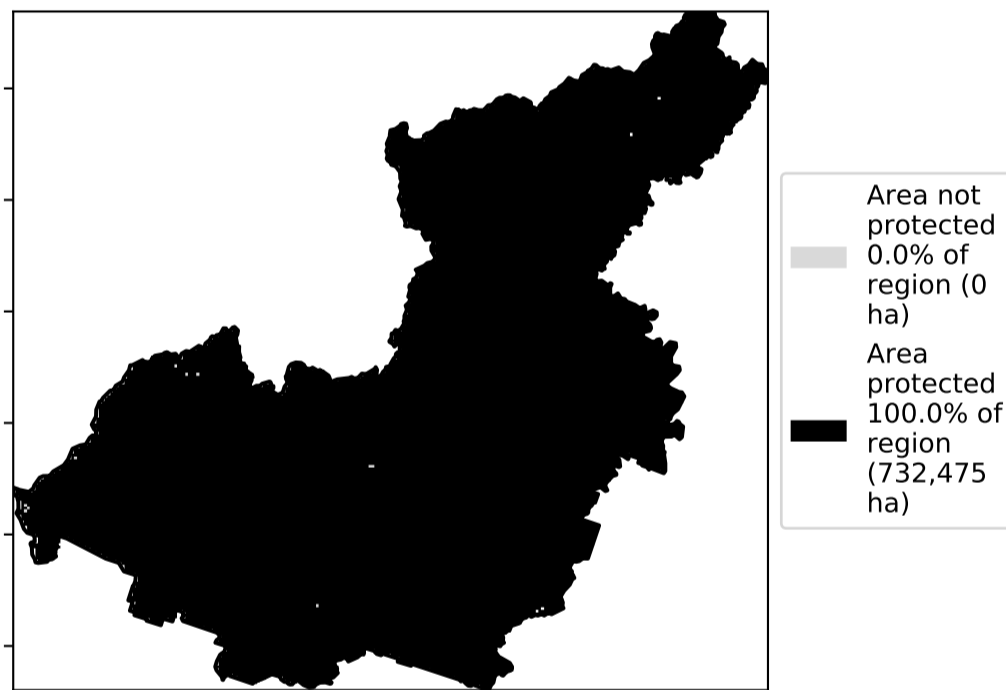 Area not
protected
0.0% of
region (0
ha)
Area
protected
100.0% of
region
(732,475
ha)